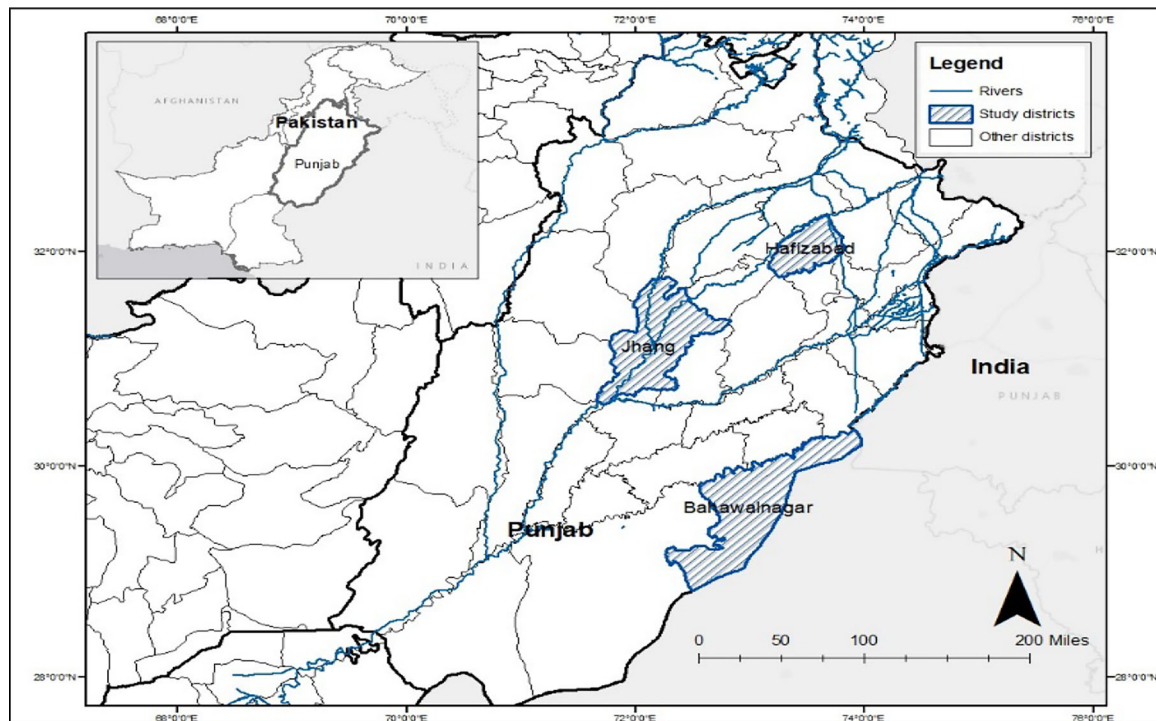 68°0'0"E
70°0'0"E
72°0'0"E
74°0'0"E
76°0'0"E
AFGHANISTAN
Pakistan
Punjab
INDIA
Legend
Rivers
Study districts
Other districts
32°0'0"N
32°0'0"N
Hafizabad
Jhang
India
PUNJAB
30°0'0"N
30°0'0"N
Bahawalnagar
Punjab
N
0 50 100 200 Miles
28°0'0"N
28°0'0"N
68°0'0"E
70°0'0"E
72°0'0"E
74°0'0"E
76°0'0"E